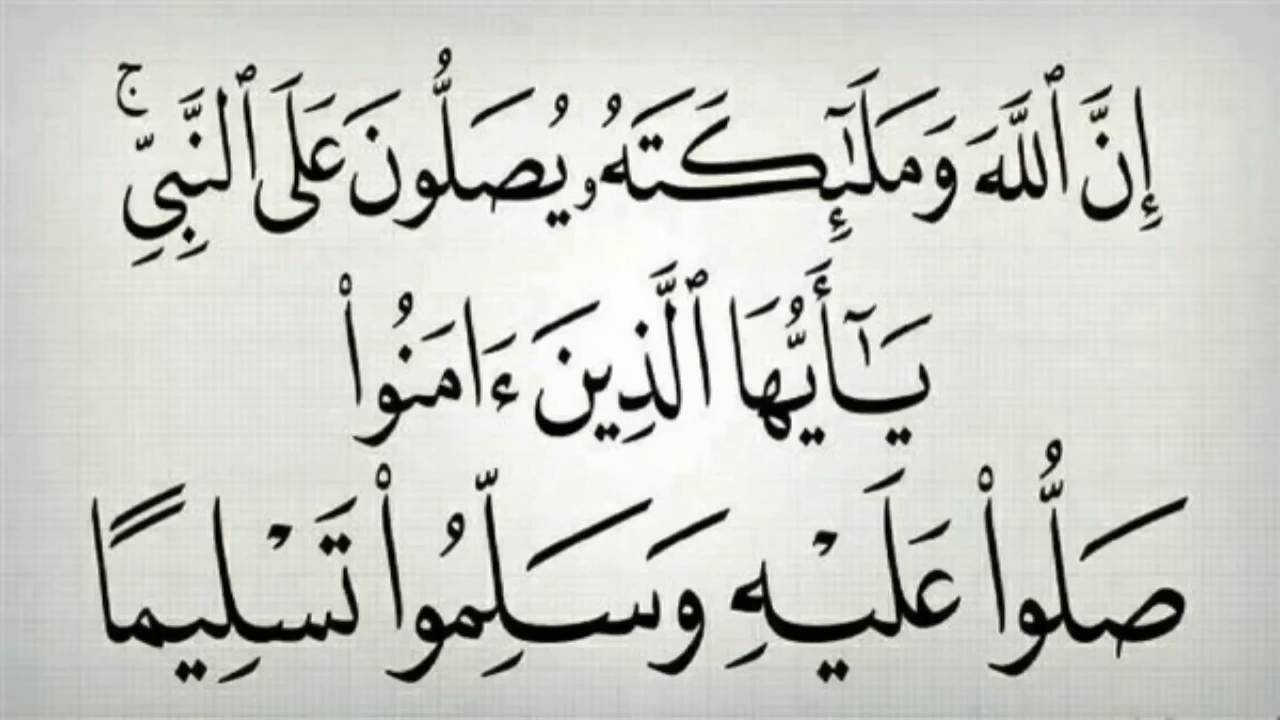 إِنَّ ٱللَّهَ وَمَلَـٰٓئِكَتَهُۥ يُصَلُّونَ عَلَى ٱلنَّبِىِّ ۚ
يَـٰٓأَيُّهَا ٱلَّذِينَ ءَامَنُوا۟
صَلُّوا۟ عَلَيْهِ وَسَلِّمُوا۟ تَسْلِيمًا